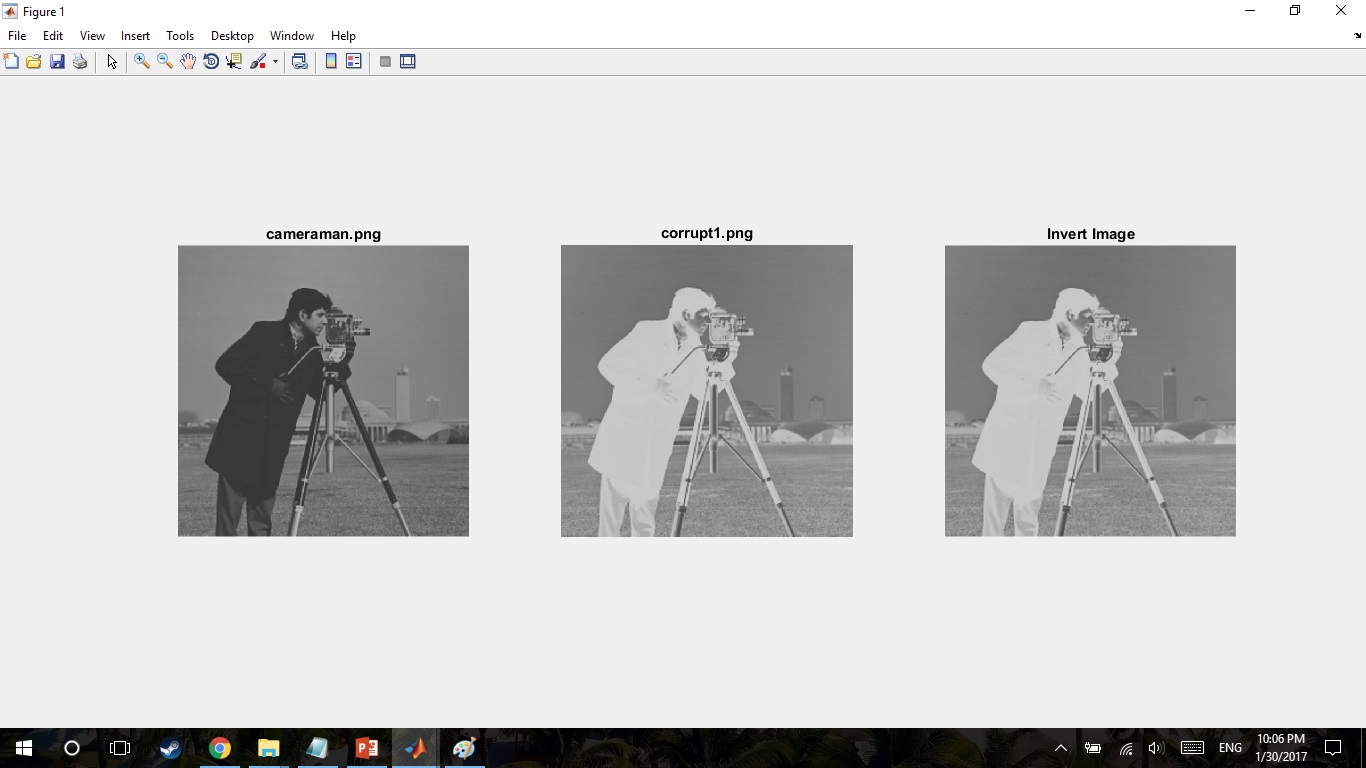 Figure 1
File Edit View Insert Tools Desktop Window Help
cameraman.png corrupt1.png Invert Image
ENG 10:06 PM
1/30/2017